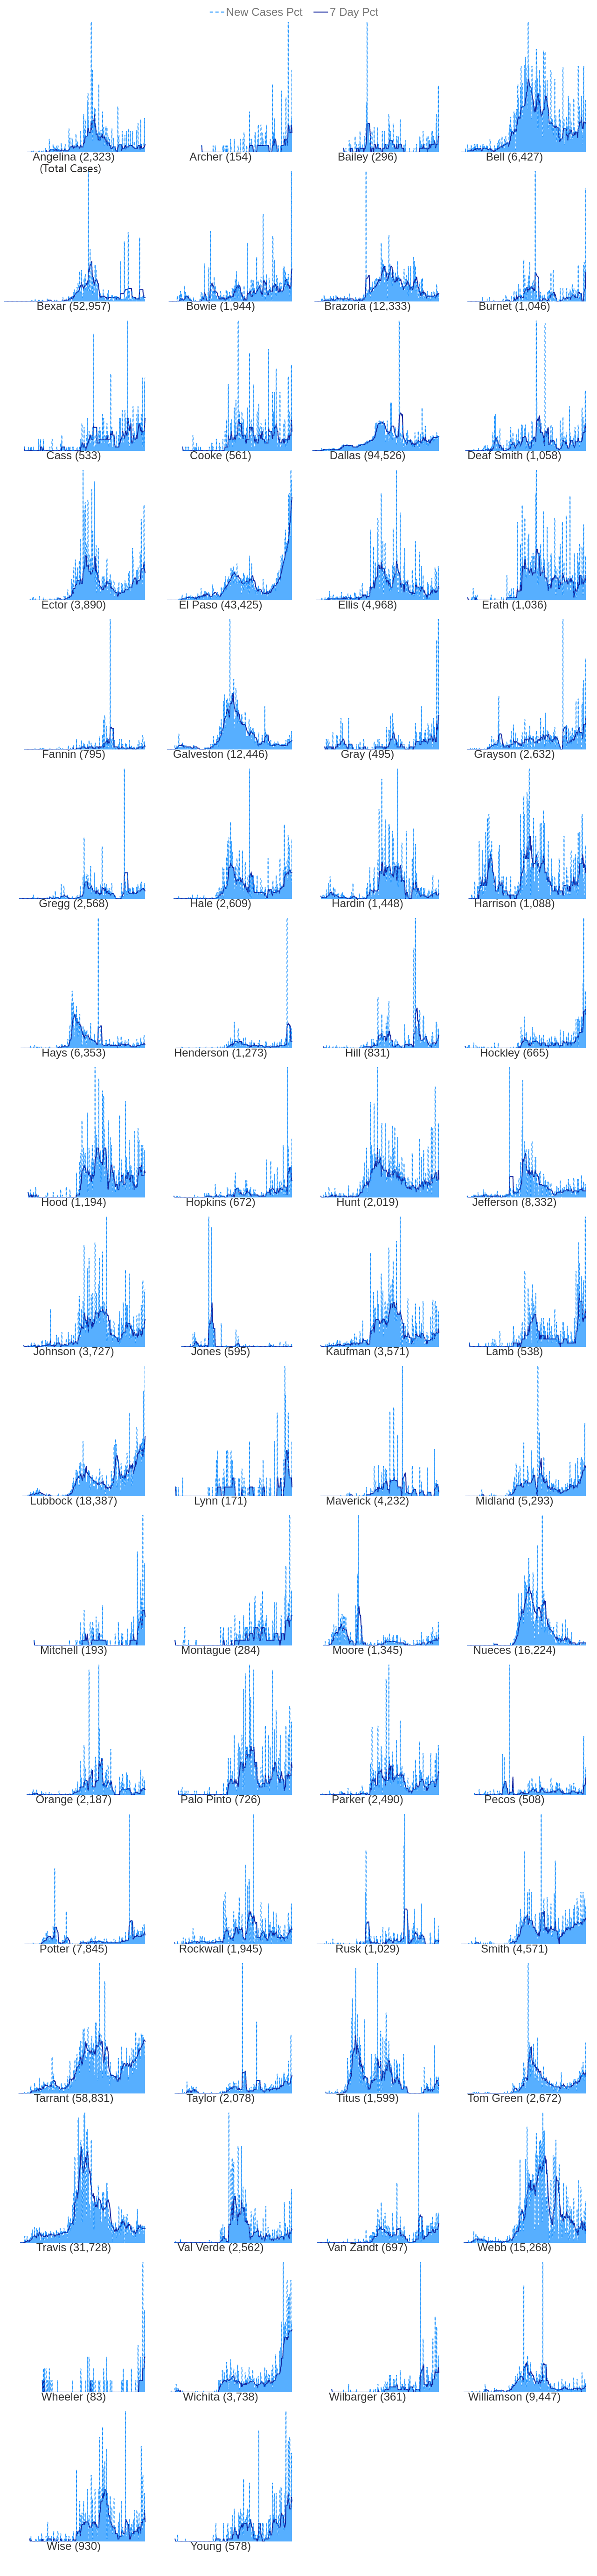 New Cases Pct 7 Day Pct
Angelina (2,323) Archer (154) Bailey (296) Bell (6,427)
(Total Cases)
Bexar (52,957) Bowie (1,944) Brazoria (12,333) Burnet (1,046)
Cass (533) Cooke (561) Dallas (94,526) Deaf Smith (1,058)
Ector (3,890) El Paso (43,425) Ellis (4,968) Erath (1,036)
Fannin (795) Galveston (12,446) Gray (495) Grayson (2,632)
Gregg (2,568) Hale (2,609) Hardin (1,448) Harrison (1,088)
Hays (6,353) Henderson (1,273) Hill (831) Hockley (665)
Hood (1,194) Hopkins (672) Hunt (2,019) Jefferson (8,332)
Johnson (3,727) Jones (595) Kaufman (3,571) Lamb (538)
Lubbock (18,387) Lynn (171) Maverick (4,232) Midland (5,293)
Mitchell (193) Montague (284) Moore (1,345) Nueces (16,224)
Orange (2,187) Palo Pinto (726) Parker (2,490) Pecos (508)
Potter (7,845) Rockwall (1,945) Rusk (1,029) Smith (4,571)
Tarrant (58,831) Taylor (2,078) Titus (1,599) Tom Green (2,672)
Travis (31,728) Val Verde (2,562) Van Zandt (697) Webb (15,268)
Wheeler (83) Wichita (3,738) Wilbarger (361) Williamson (9,447)
Wise (930) Young (578)